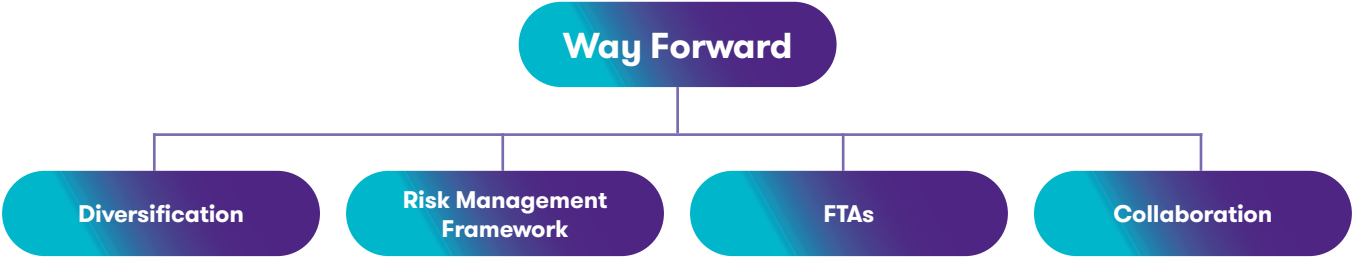 Way Forward
Diversification
Risk Management
Framework
FTAs
Collaboration